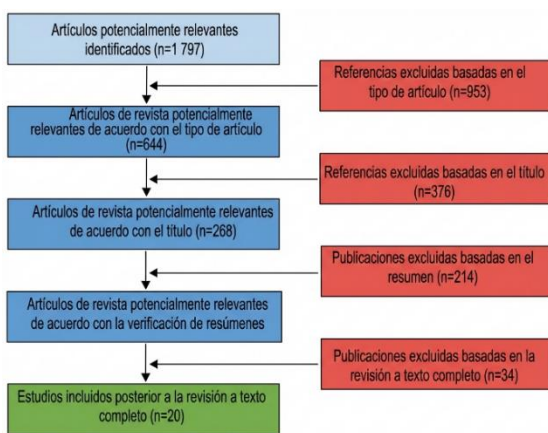 Artículos potencialmente relevantes
identificados (n=1 797)
Referencias excluidas basadas en el
tipo de artículo (n=953)
Artículos de revista potencialmente
relevantes de acuerdo con el tipo de artículo
(n=644)
Referencias excluidas basadas en el título
(n=376)
Artículos de revista potencialmente relevantes
de acuerdo con el título (n=268)
Publicaciones excluidas basadas en el
resumen (n=214)
Artículos de revista potencialmente relevantes
de acuerdo con la verificación de resúmenes
Publicaciones excluidas basadas en la
revisión a texto completo (n=34)
Estudios incluidos posterior a la revisión a texto
completo (n=20)